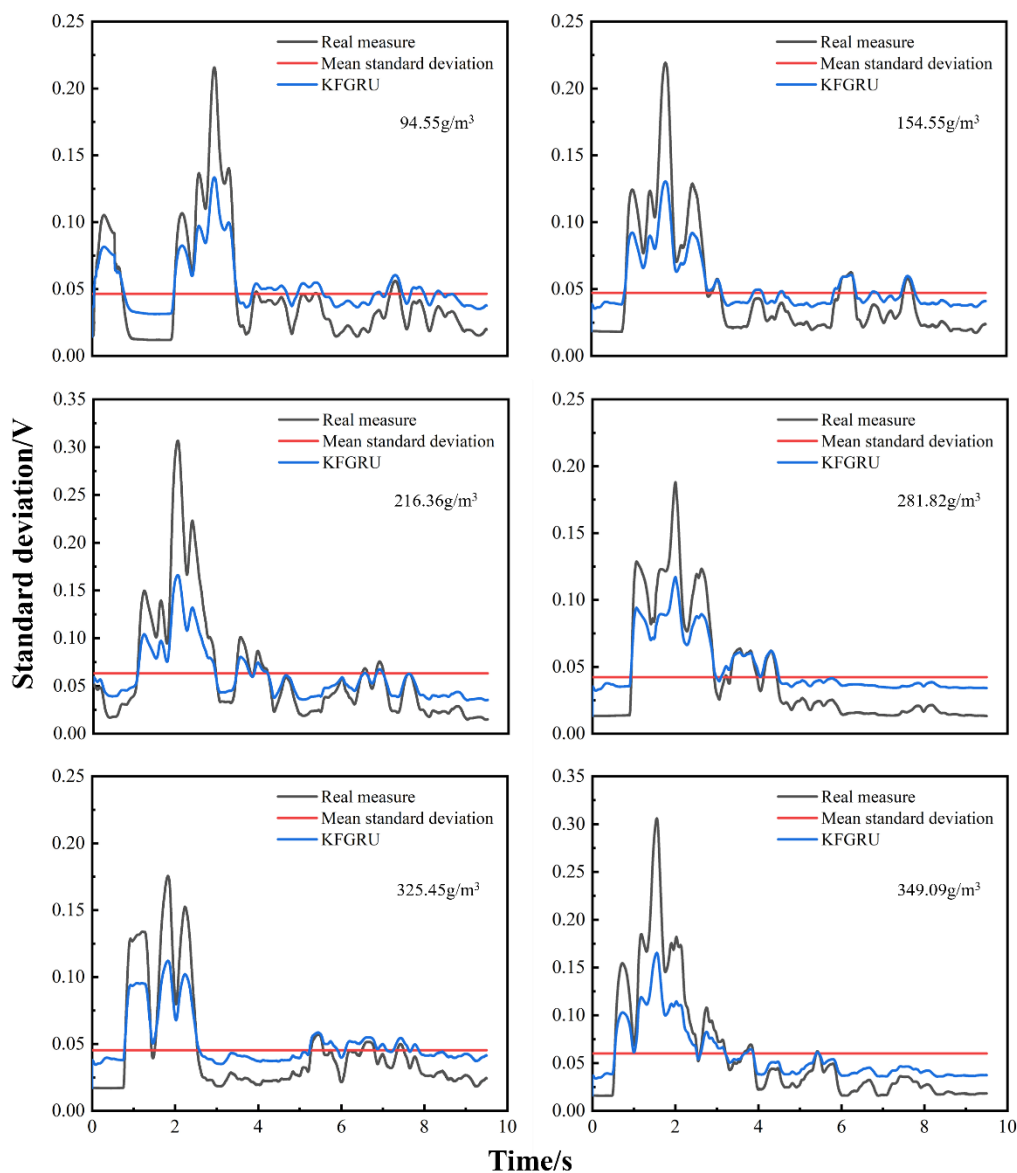 0.25
0.20
0.15
0.10
0.05
0.00
Real measure
Mean standard deviation
KFGRU
94.55g/m³
0.25
0.20
0.15
0.10
0.05
0.00
Real measure
Mean standard deviation
KFGRU
154.55g/m³
Standard deviation/V
0.35
0.30
0.25
0.20
0.15
0.10
0.05
0.00
Real measure
Mean standard deviation
KFGRU
216.36g/m³
0.25
0.20
0.15
0.10
0.05
0.00
Real measure
Mean standard deviation
KFGRU
281.82g/m³
0.25
0.20
0.15
0.10
0.05
0.00
Real measure
Mean standard deviation
KFGRU
325.45g/m³
0 2 4 6 8 10
0.35
0.30
0.25
0.20
0.15
0.10
0.05
0.00
Real measure
Mean standard deviation
KFGRU
349.09g/m³
0 2 4 6 8 10
Time/s